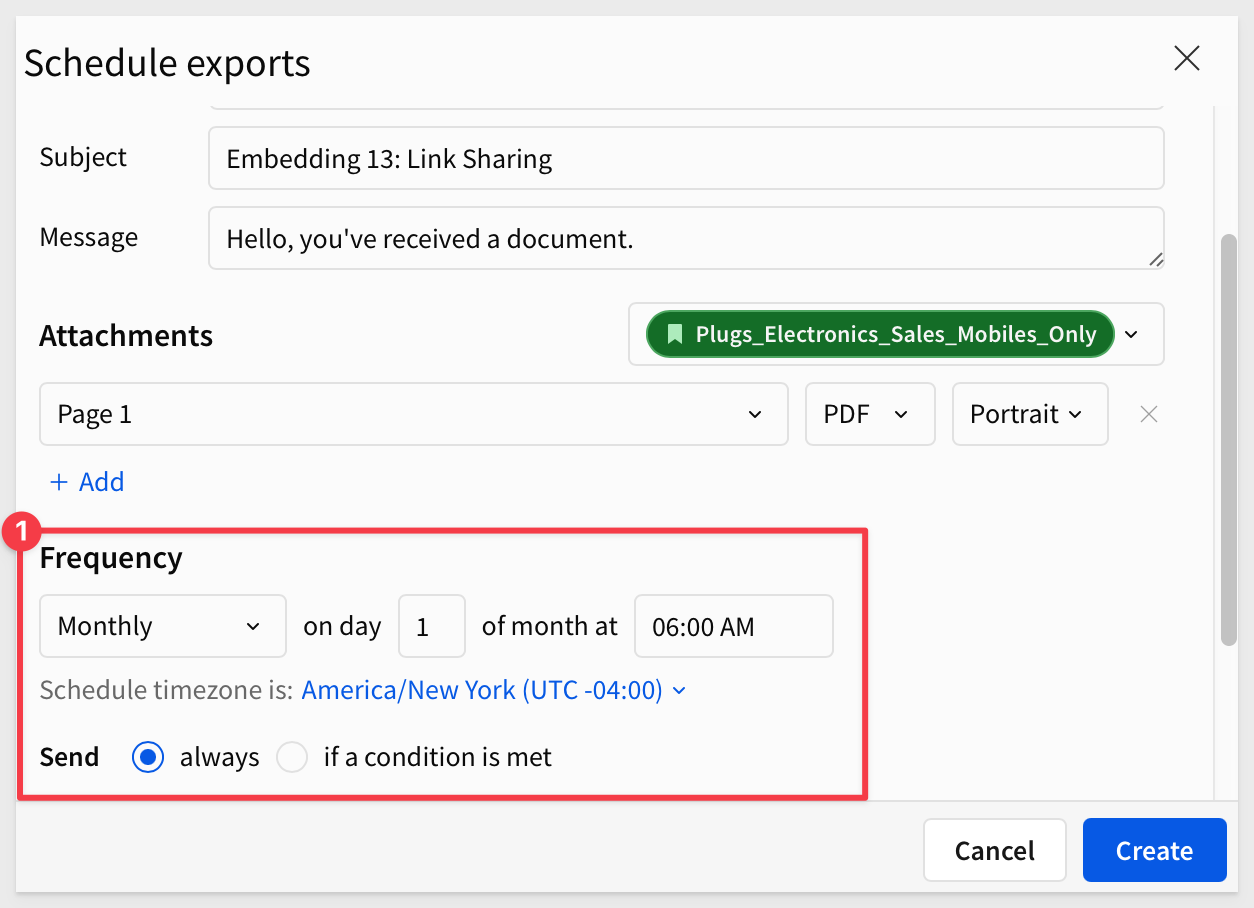 Schedule exports
Subject
Embedding 13: Link Sharing
Message
Hello, you've received a document.
Attachments
Plugs_Electronics_Sales_Mobiles_Only
Page 1
PDF
Portrait
+ Add
1
Frequency
Monthly on day 1 of month at 06:00 AM
Schedule timezone is: America/New York (UTC -04:00)
Send always if a condition is met
Cancel
Create